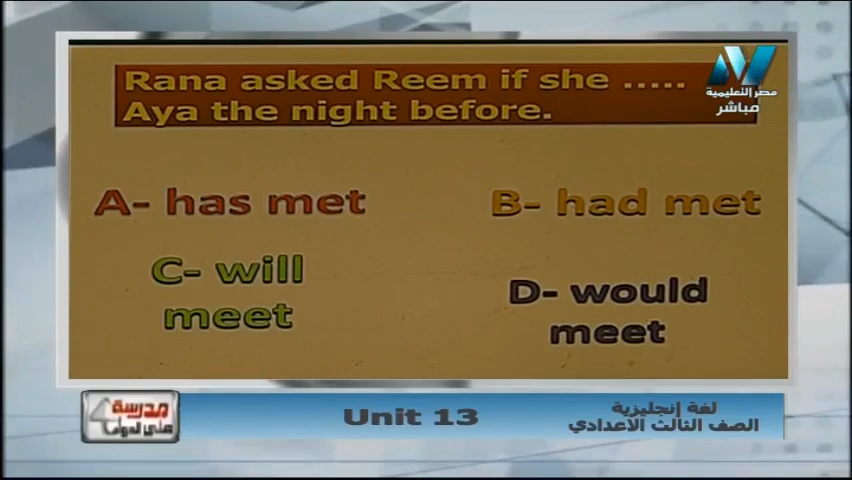 Rana asked Reem if she .....
Aya the night before.
مصر التعليمية
مباشر
A- has met
B- had met
C- will
meet
D- would
meet
مدرسة
على الهواء
Unit 13
لغة إنجليزية
الصف الثالث الاعدادي